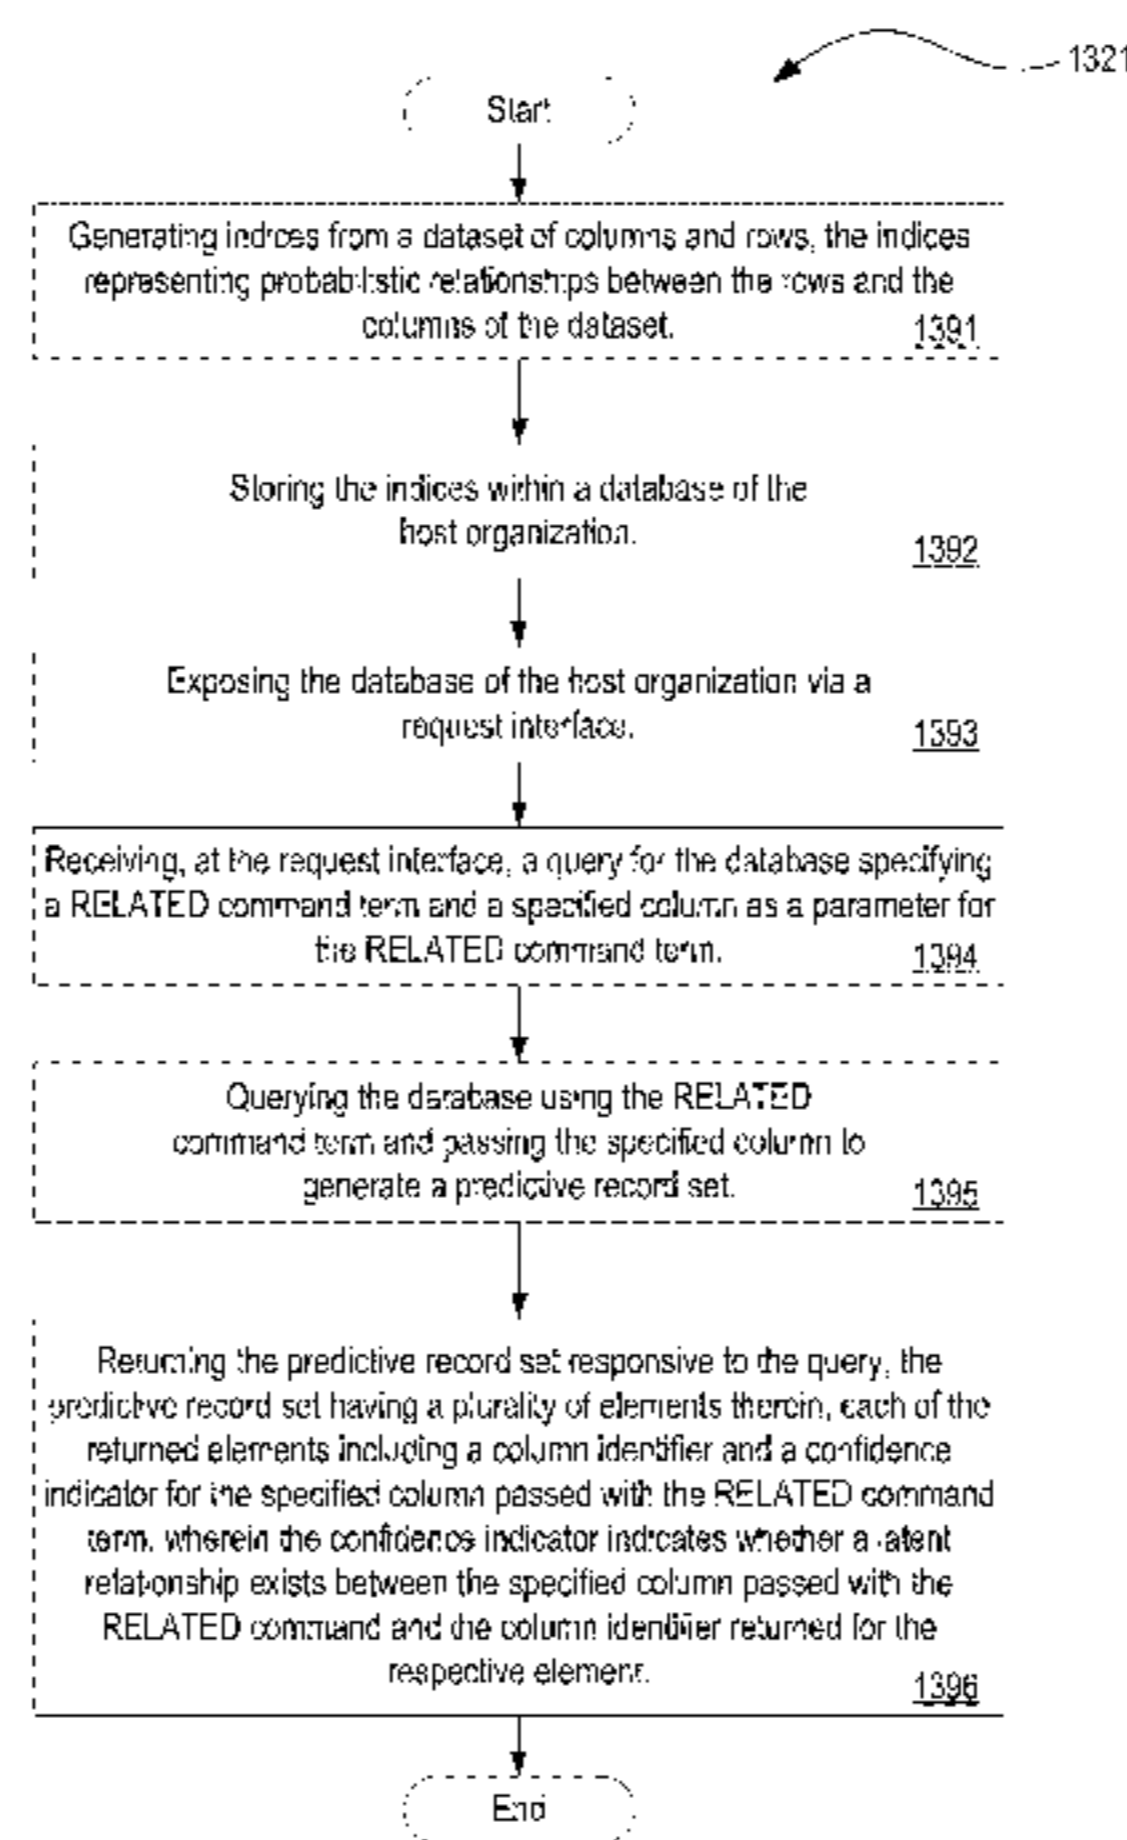 1321
Start
Generating indices from a dataset of columns and rows, the indices
representing probabilistic relationships between the rows and the
columns of the dataset.
1391
Storing the indices within a database of the
host organization.
1392
Exposing the database of the host organization via a
request interface.
1393
Receiving, at the request interface, a query for the database specifying
a RELATED command term and a specified column as a parameter for
the RELATED command term.
1394
Querying the database using the RELATED
command term and passing the specified column to
generate a predictive record set.
1395
Returning the predictive record set responsive to the query, the
predictive record set having a plurality of elements therein, each of the
returned elements including a column identifier and a confidence
indicator for the specified column passed with the RELATED command
term, wherein the confidence indicator indicates whether a latent
relationship exists between the specified column passed with the
RELATED command and the column identifier returned for the
respective element.
1396
End